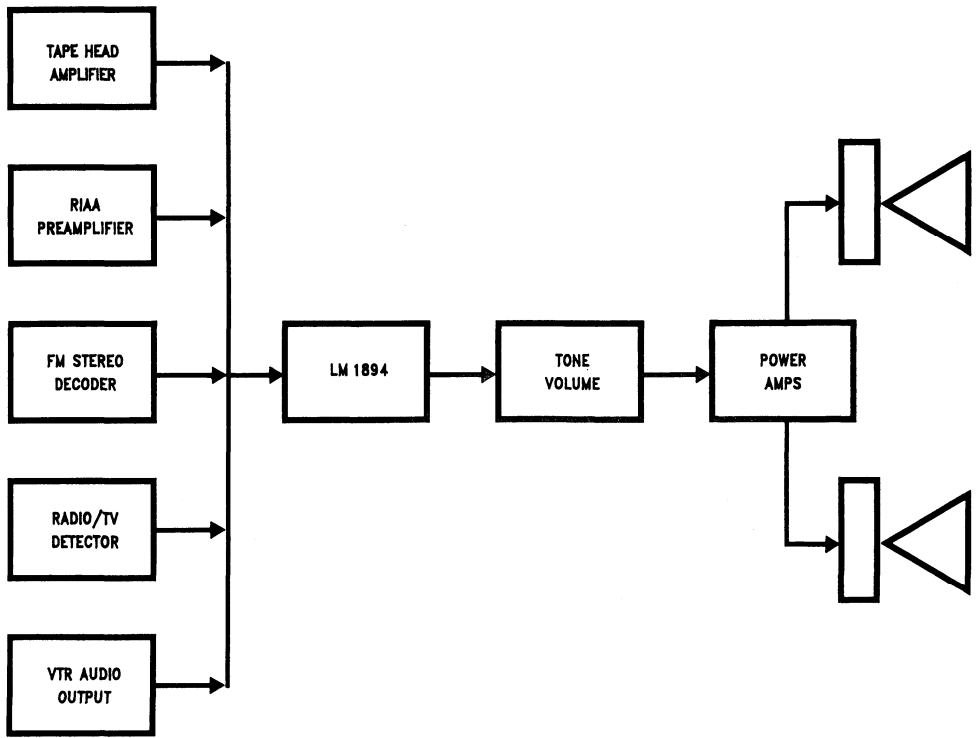 TAPE HEAD
AMPLIFIER
RIAA
PREAMPLIFIER
FM STEREO
DECODER
RADIO/TV
DETECTOR
VTR AUDIO
OUTPUT
LM 1894
TONE
VOLUME
POWER
AMPS